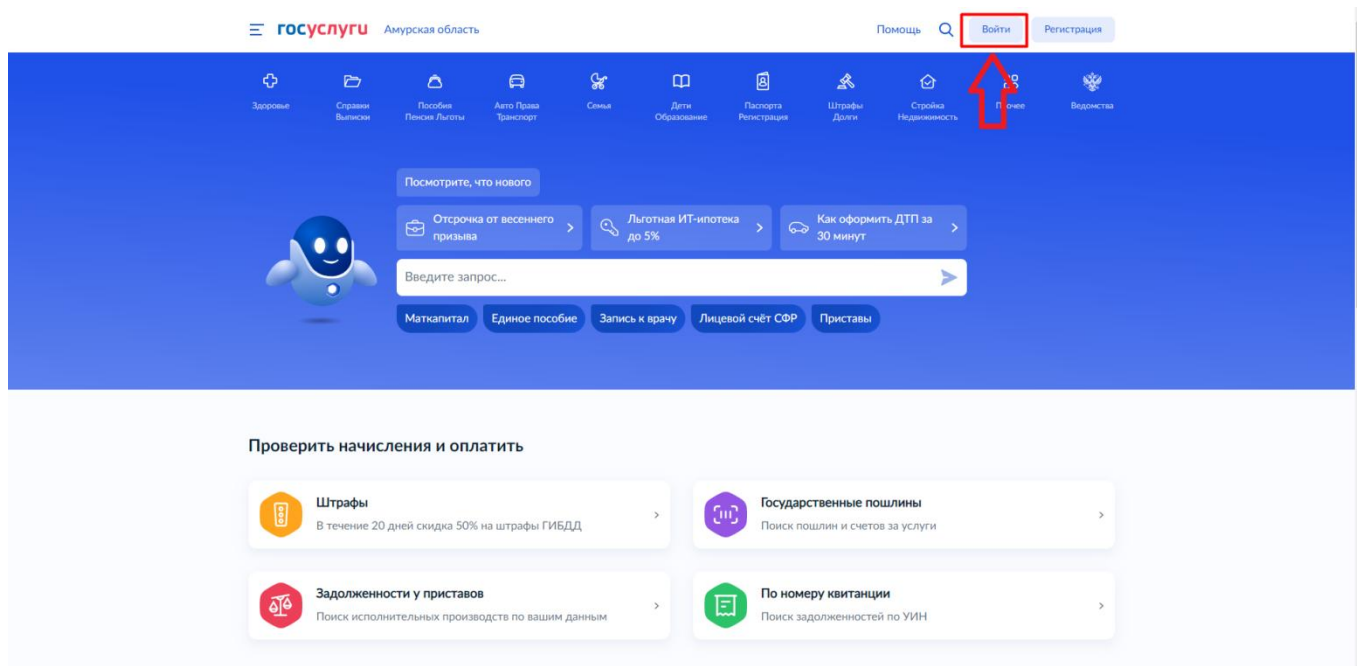 госуслуги Амурская область Помощь Войти Регистрация
Здоровье
Справки
Выписки
Пособия
Пенсия Льготы
Авто Права
Транспорт
Семья
Дети
Образование
Паспорта
Регистрация
Штрафы
Долги
Стройка
Недвижимость
Ведомства
Посмотрите, что нового
Отсрочка от весеннего
призыва
Льготная ИТ-ипотека
до 5%
Как оформить ДТП за
30 минут
Введите запрос...
Маткапитал Единое пособие Запись к врачу Лицевой счёт СФР Приставы
Проверить начисления и оплатить
Штрафы
В течение 20 дней скидка 50% на штрафы ГИБДД
Государственные пошлины
Поиск пошлин и счетов за услуги
Задолженности у приставов
Поиск исполнительных производств по вашим данным
По номеру квитанции
Поиск задолженностей по УИН